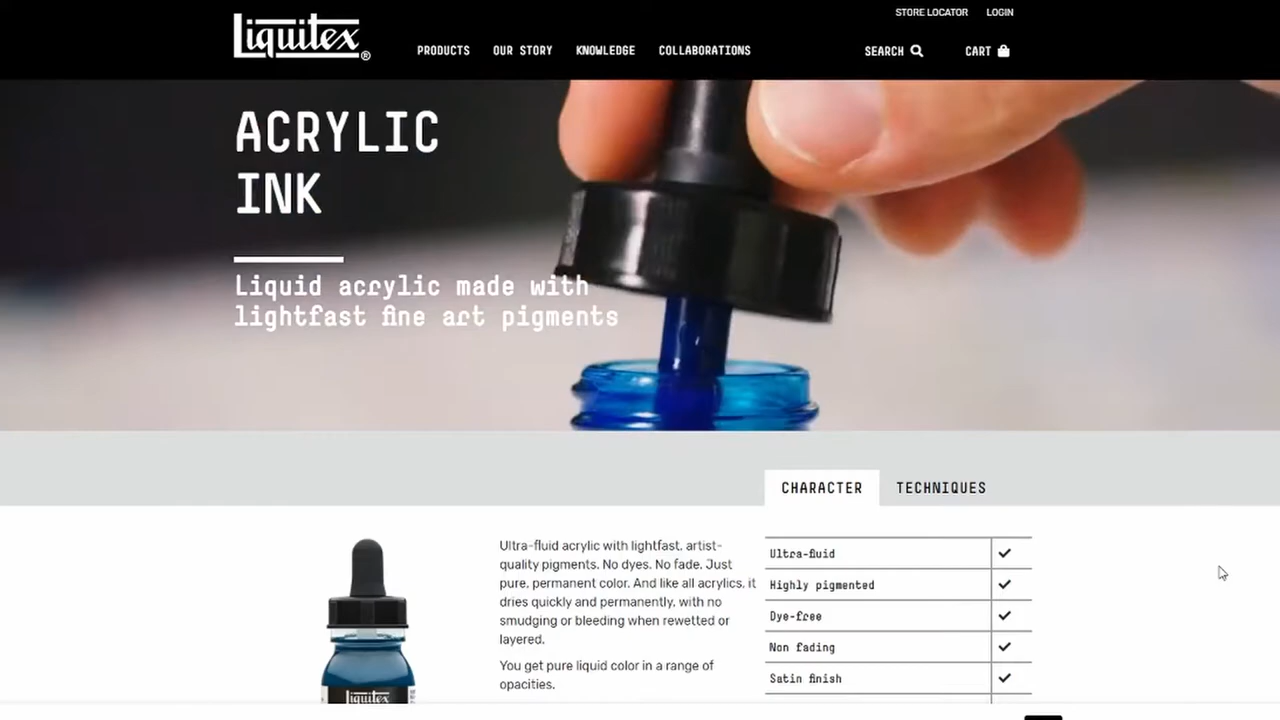 STORE LOCATOR LOGIN
Liquitex®
PRODUCTS OUR STORY KNOWLEDGE COLLABORATIONS SEARCH CART
ACRYLIC
INK
Liquid acrylic made with
lightfast fine art pigments
CHARACTER TECHNIQUES
Ultra-fluid acrylic with lightfast, artist-
quality pigments. No dyes. No fade. Just
pure, permanent color. And like all acrylics, it
dries quickly and permanently, with no
smudging or bleeding when rewetted or
layered.
You get pure liquid color in a range of
opacities.
Ultra-fluid
Highly pigmented
Dye-free
Non fading
Satin finish
Liquitex